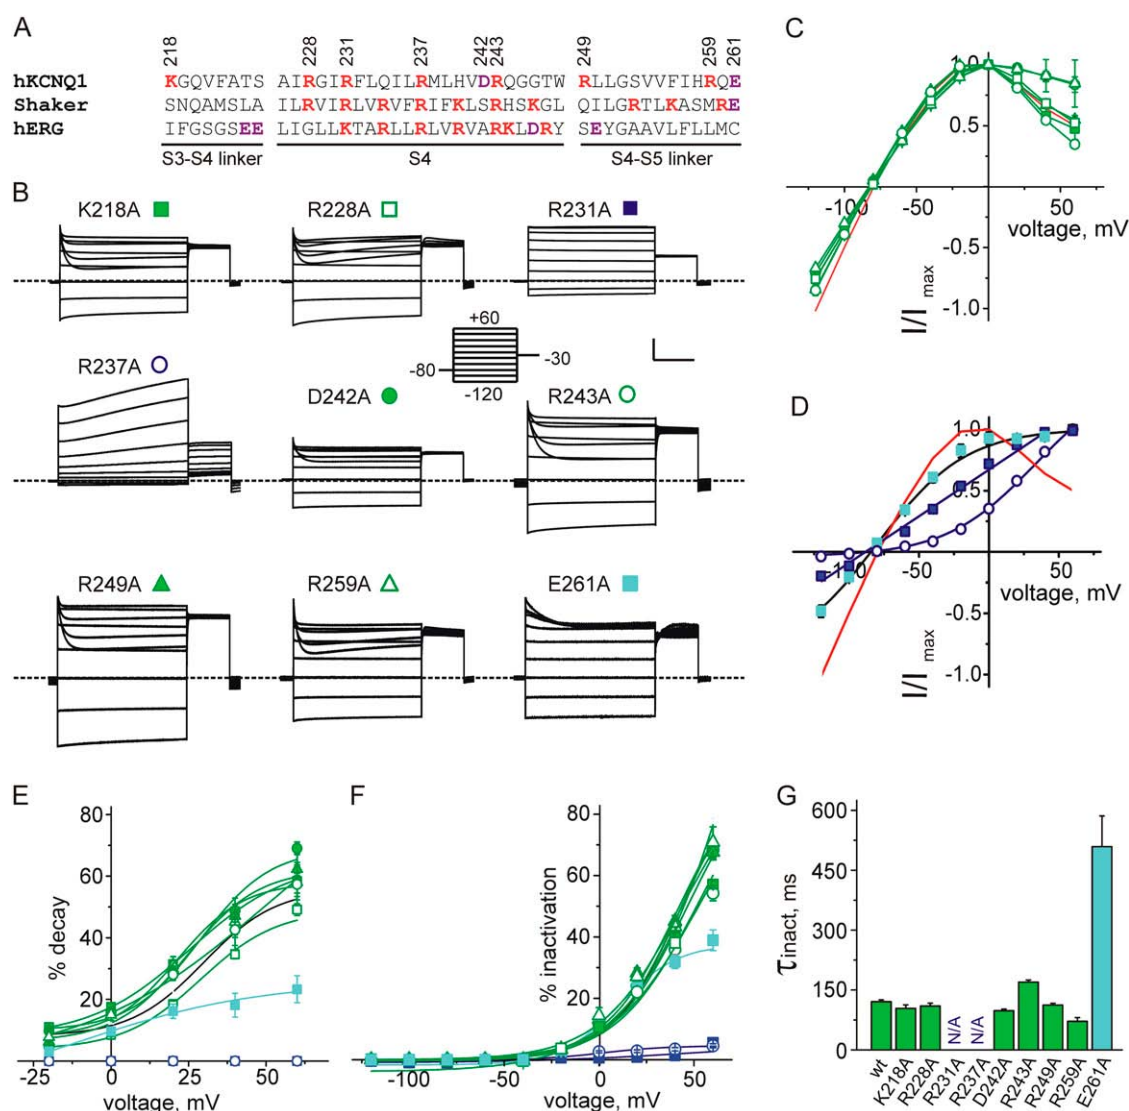 A
218
228
231
237
242
243
249
259
261
hKCNQ1 KGQVFATS AIRGIRFLQILRMLHVDRQGGTW RLLGSVVFIHRQE
Shaker SNQAMSLA ILRVIRLVRVFRIFKLSRHSKGL QILGRTLKASMRE
hERG IFGSGSEE LIGLLKTARLLRLVRVARKLDRY SEYGAAVLFLLMC
S3-S4 linker S4 S4-S5 linker
B
K218A R228A R231A
+60
-30
-80
-120
R237A D242A R243A
R249A R259A E261A
C
1.0
0.5
-100 -50 50
voltage, mV
-0.5
-1.0
I/I max
D
1.0
0.5
-100 -50 50
voltage, mV
-0.5
-1.0
I/I max
E
80
60
40
20
% decay
-25 0 25 50
voltage, mV
F
80
60
40
20
0
% inactivation
-100 -50 0 50
voltage, mV
G
600
450
300
150
0
τinact, ms
N/A N/A
wt
K218A
R228A
R231A
R237A
D242A
R243A
R249A
R259A
E261A